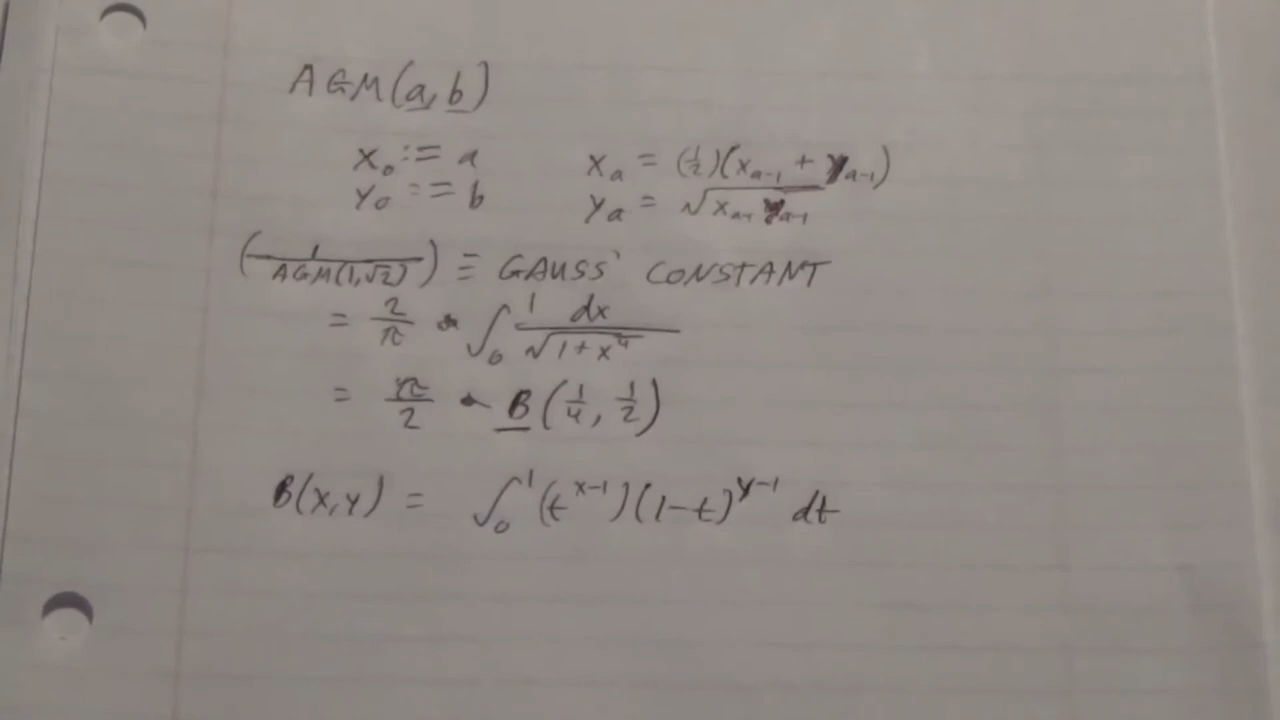 AGM(a, b)
x₀ := a    xₐ = (½)(xₐ₋₁ + yₐ₋₁)
y₀ := b    yₐ = √xₐ₋₁ yₐ₋₁
(1/AGM(1,√2)) ≡ GAUSS' CONSTANT
= 2/π * ∫₀¹ dx/√1+x⁴
= π/2 * B(1/4, 1/2)
B(x,y) = ∫₀¹ (t^x-1)(1-t)^y-1 dt